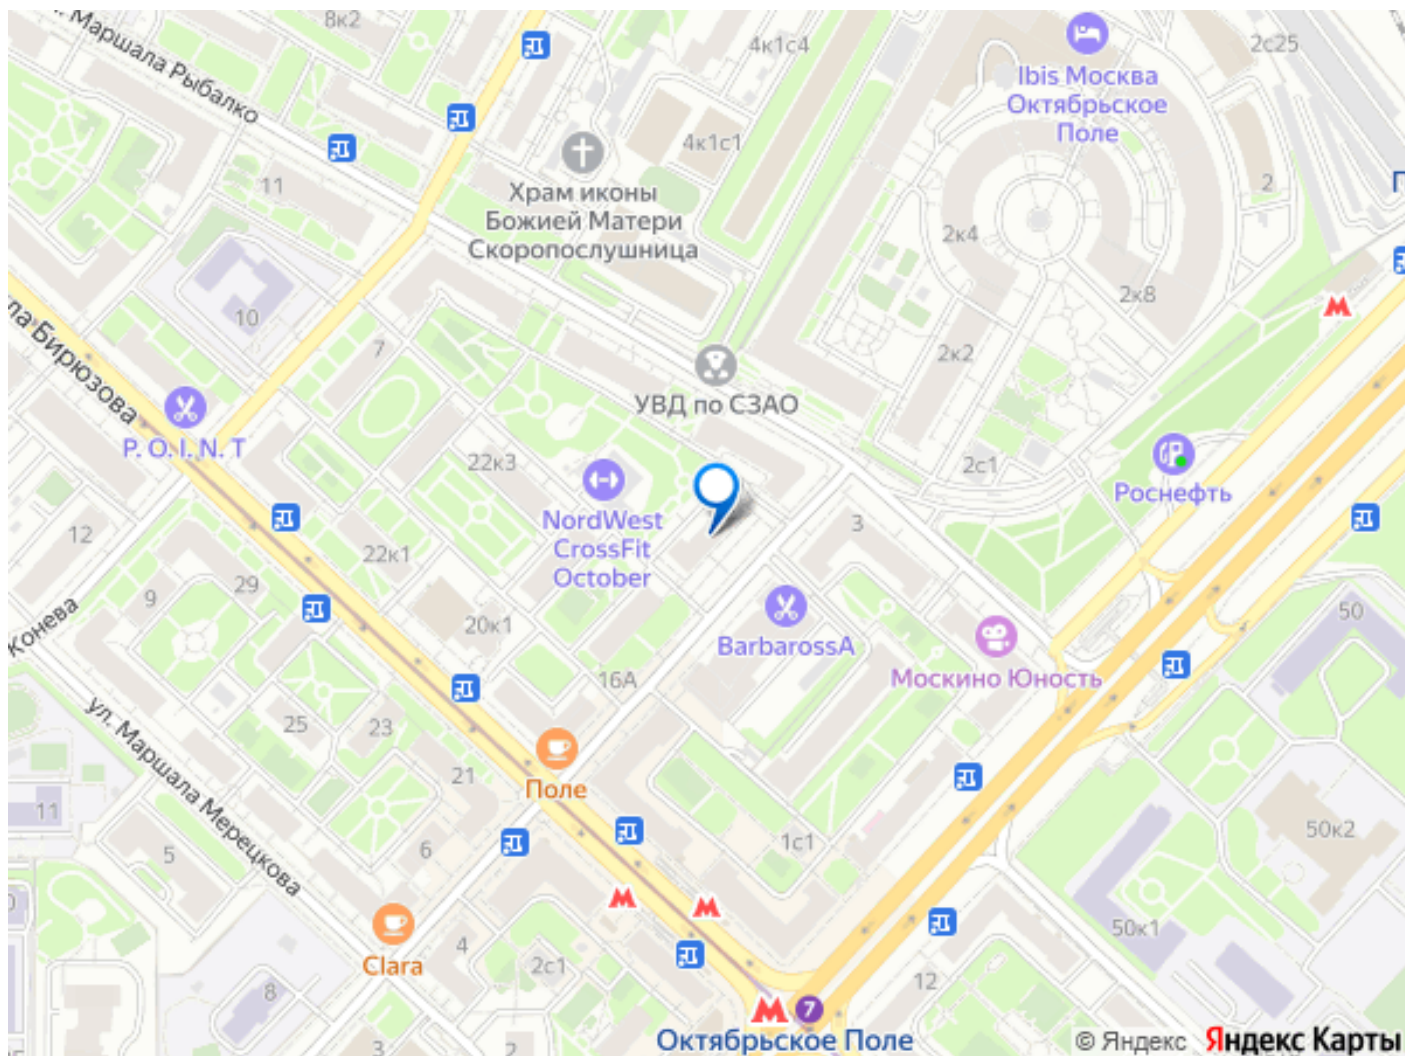 8к2
4к1с4
2с25
Маршала Рыбалко
Ibis Москва
Октябрьское
Поле
4к1с1
11
Храм иконы
Божией Матери
Скоропослушница
2
2к4
2к8
10
7
2к2
ла Бирюзова
УВД по СЗАО
P. O. I. N. T
22к3
2с1
Роснефть
NordWest
CrossFit
October
3
12
22к1
29
9
50
Конева
20к1
BarbarossA
16А
Москино Юность
ул. Маршала Мерецкова
25
23
21
Поле
11
1с1
50к2
5
6
50к1
4
Clara
2с1
12
8
7
Октябрьское Поле
3
2
© Яндекс
Яндекс Карты